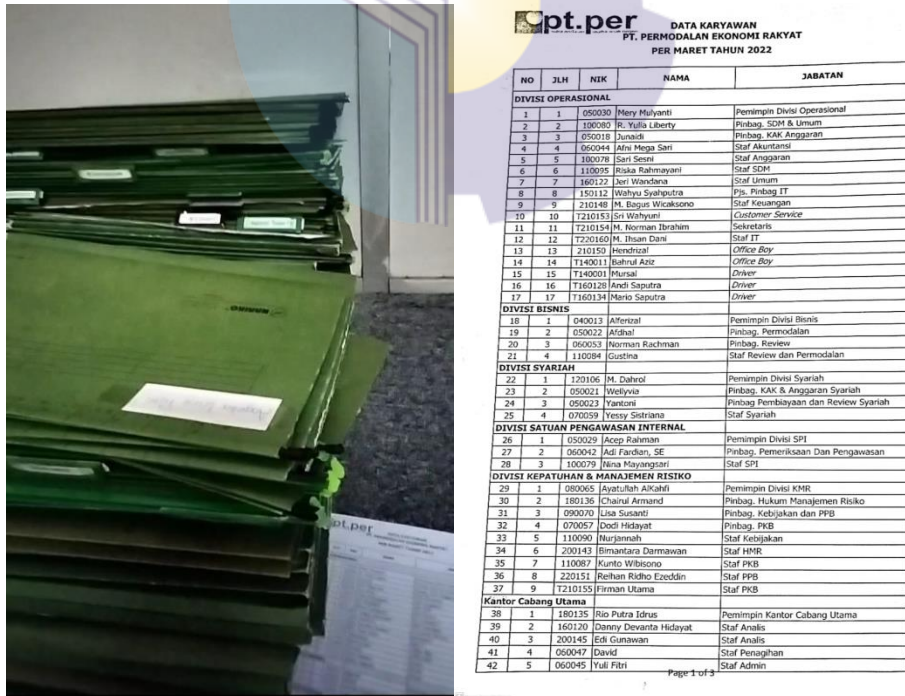 pt.per
DATA KARYAWAN
PT. PERMODALAN EKONOMI RAKYAT
PER MARET TAHUN 2022
NO JLH NIK NAMA JABATAN
DIVISI OPERASIONAL
1 1 050030 Mery Mulyanti Pemimpin Divisi Operasional
2 2 100080 R. Yulia Liberty Pinbag. SDM & Umum
3 3 050018 Junaidi Pinbag. KAK Anggaran
4 4 060044 Afni Mega Sari Staf Akuntansi
5 5 100078 Sari Sesni Staf Anggaran
6 6 110095 Riska Rahmayani Staf SDM
7 7 160122 Jeri Wandana Staf Umum
8 8 150112 Wahyu Syahputra Pjs. Pinbag IT
9 9 210148 M. Bagus Wicaksono Staf Keuangan
10 10 T210153 Sri Wahyuni Customer Service
11 11 T210154 M. Norman Ibrahim Sekretaris
12 12 T220160 M. Ihsan Dani Staf IT
13 13 210150 Hendrizal Office Boy
14 14 T140011 Bahrul Aziz Office Boy
15 15 T140001 Mursal Driver
16 16 T160128 Andi Saputra Driver
17 17 T160134 Mario Saputra Driver
DIVISI BISNIS
18 1 040013 Alferizal Pemimpin Divisi Bisnis
19 2 050022 Afdhal Pinbag. Permodalan
20 3 060053 Norman Rachman Pinbag. Review
21 4 110084 Gustina Staf Review dan Permodalan
DIVISI SYARIAH
22 1 120106 M. Dahrol Pemimpin Divisi Syariah
23 2 050021 Wellyvia Pinbag. KAK & Anggaran Syariah
24 3 050023 Yantoni Pinbag Pembiayaan dan Review Syariah
25 4 070059 Yessy Sistriana Staf Syariah
DIVISI SATUAN PENGAWASAN INTERNAL
26 1 050029 Acep Rahman Pemimpin Divisi SPI
27 2 060042 Adi Fardian, SE Pinbag. Pemeriksaan Dan Pengawasan
28 3 100079 Nina Mayangsari Staf SPI
DIVISI KEPATUHAN & MANAJEMEN RISIKO
29 1 080065 Ayatullah AlKahfi Pemimpin Divisi KMR
30 2 180136 Chairul Armand Pinbag. Hukum Manajemen Risiko
31 3 090070 Lisa Susanti Pinbag. Kebijakan dan PPB
32 4 070057 Dodi Hidayat Pinbag. PKB
33 5 110090 Nurjannah Staf Kebijakan
34 6 200143 Bimantara Darmawan Staf HMR
35 7 110087 Kunto Wibisono Staf PKB
36 8 220151 Reihan Ridho Ezeddin Staf PPB
37 9 T210155 Firman Utama Staf PKB
Kantor Cabang Utama
38 1 180135 Rio Putra Idrus Pemimpin Kantor Cabang Utama
39 2 160120 Danny Devanta Hidayat Staf Analis
40 3 200145 Edi Gunawan Staf Analis
41 4 060047 David Staf Penagihan
42 5 060045 Yuli Fitri Staf Admin
Page 1 of 3
pt.per
DATA KARYAWAN
PT. PERMODALAN EKONOMI RAKYAT
PER MARET TAHUN 2022